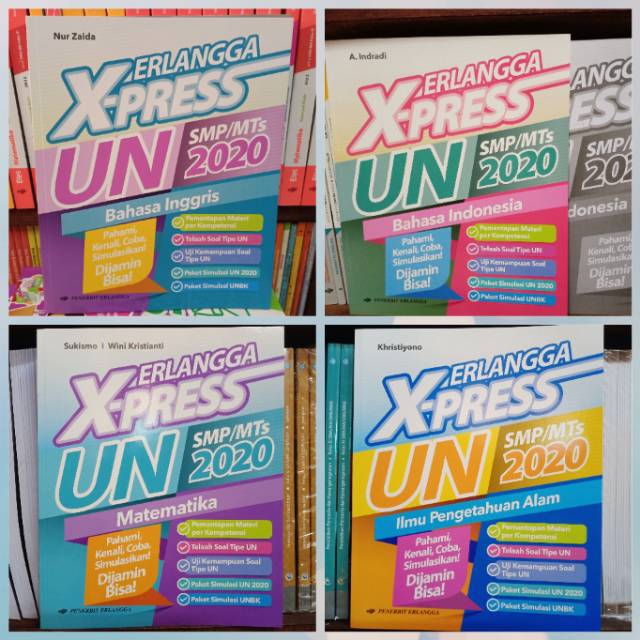 Nur Zaida
ERLANGGA
X-PRESS
UN
SMP/MTs
2020
Bahasa Inggris
Pahami,
Kenali, Coba,
Simulasikan!
Dijamin
Bisa!
Pemantapan Materi
per Kompetensi
Telaah Soal Tipe UN
Uji Kemampuan Soal
Tipe UN
Paket Simulasi UN 2020
Paket Simulasi UNBK
PENERBIT ERLANGGA
A. Indradi
ERLANGGA
X-PRESS
UN
SMP/MTs
2020
Bahasa Indonesia
Pahami,
Kenali, Coba,
Simulasikan!
Dijamin
Bisa!
Pemantapan Materi
per Kompetensi
Telaah Soal Tipe UN
Uji Kemampuan Soal
Tipe UN
Paket Simulasi UN 2020
Paket Simulasi UNBK
PENERBIT ERLANGGA
ANGG
ESS
SMP/M
202
donesia
Sukismo | Wini Kristianti
ERLANGGA
X-PRESS
UN
SMP/MTs
2020
Matematika
Pahami,
Kenali, Coba,
Simulasikan!
Dijamin
Bisa!
Pemantapan Materi
per Kompetensi
Telaah Soal Tipe UN
Uji Kemampuan Soal
Tipe UN
Paket Simulasi UN 2020
Paket Simulasi UNBK
PENERBIT ERLANGGA
Khristiyono
ERLANGGA
X-PRESS
UN
SMP/MTs
2020
Ilmu Pengetahuan Alam
Pahami,
Kenali, Coba,
Simulasikan!
Dijamin
Bisa!
Pemantapan Materi
per Kompetensi
Telaah Soal Tipe UN
Uji Kemampuan Soal
Tipe UN
Paket Simulasi UN 2020
Paket Simulasi UNBK
PENERBIT ERLANGGA